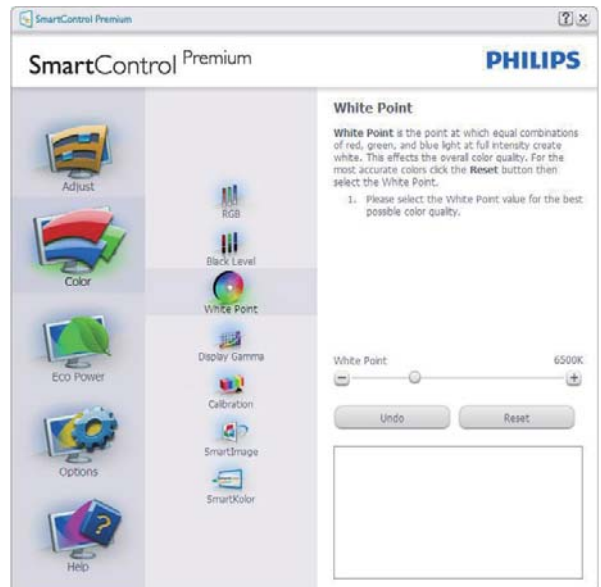 SmartControl Premium
? ×
SmartControl Premium
PHILIPS
Adjust
Color
Eco Power
Options
Help
RGB
Black Level
White Point
Display Gamma
Calibration
SmartImage
SmartKolor
White Point
White Point is the point at which equal combinations
of red, green, and blue light at full intensity create
white. This effects the overall color quality. For the
most accurate colors click the Reset button then
select the White Point.
1. Please select the White Point value for the best
possible color quality.
White Point 6500K
Undo Reset